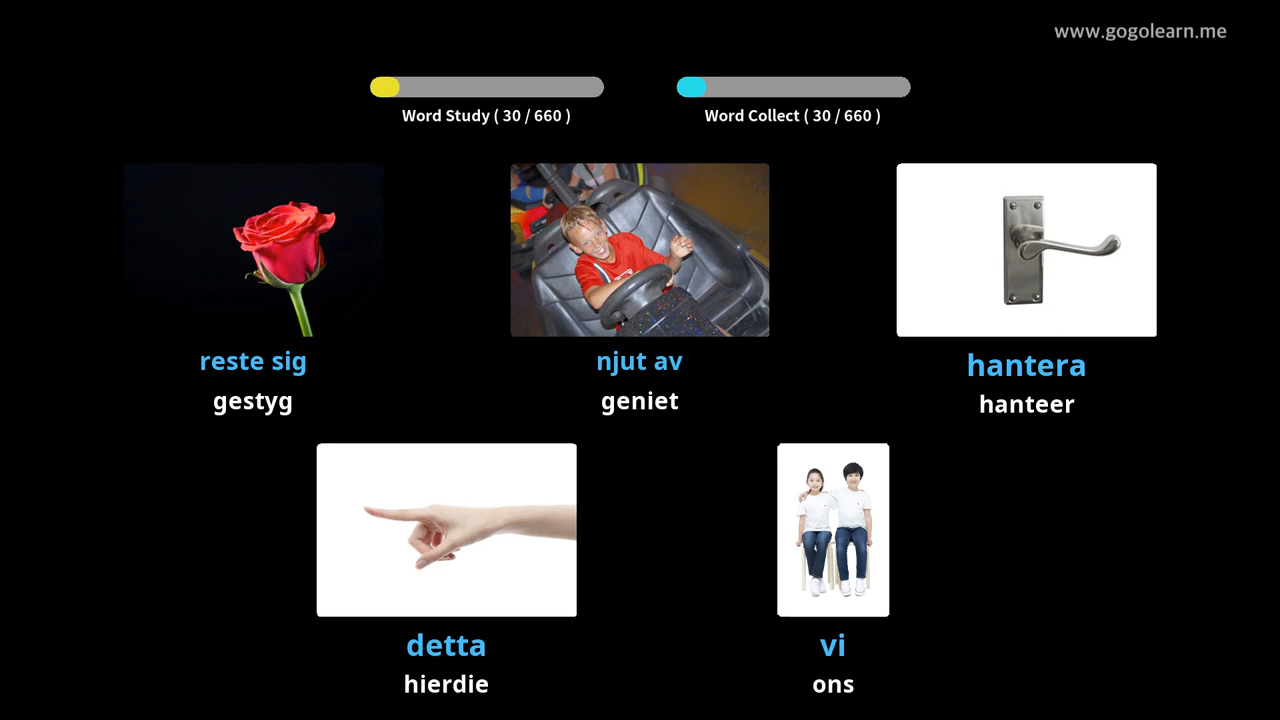 www.gogolearn.me
Word Study ( 30 / 660 )
Word Collect ( 30 / 660 )
reste sig
gestyg
njut av
geniet
hantera
hanteer
detta
hierdie
vi
ons